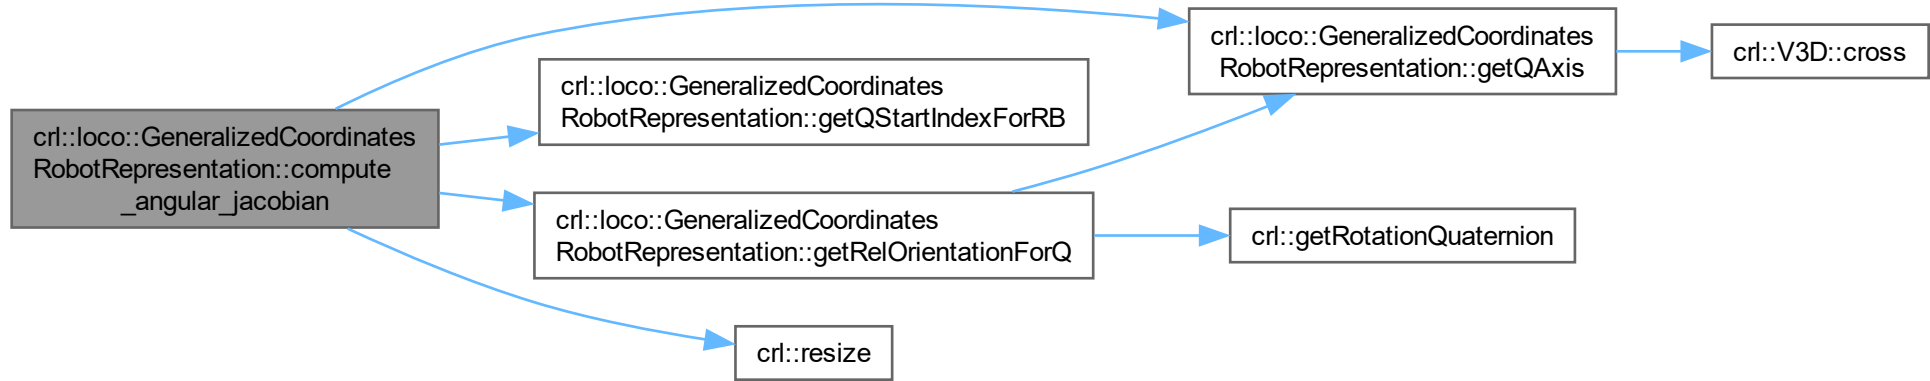 crl::loco::GeneralizedCoordinates
RobotRepresentation::compute
_angular_jacobian
crl::loco::GeneralizedCoordinates
RobotRepresentation::getQStartIndexForRB
crl::loco::GeneralizedCoordinates
RobotRepresentation::getRelOrientationForQ
crl::resize
crl::loco::GeneralizedCoordinates
RobotRepresentation::getQAxis
crl::getRotationQuaternion
crl::V3D::cross